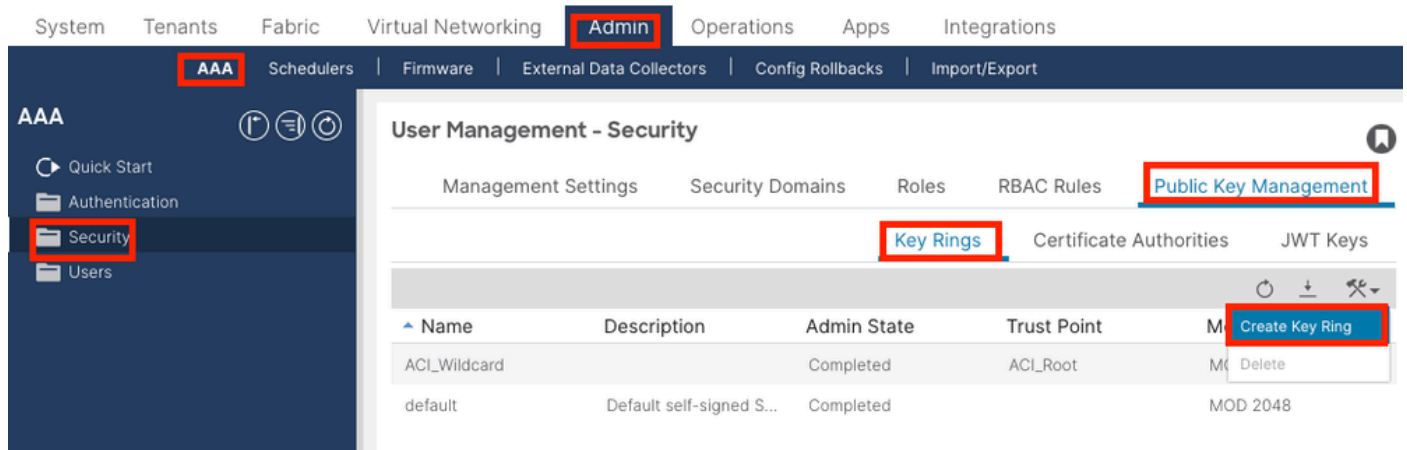 System Tenants Fabric Virtual Networking Admin Operations Apps Integrations
AAA Schedulers | Firmware | External Data Collectors | Config Rollbacks | Import/Export
AAA
Quick Start
Authentication
Security
Users
User Management - Security
Management Settings Security Domains Roles RBAC Rules Public Key Management
Key Rings Certificate Authorities JWT Keys
Name Description Admin State Trust Point M
Create Key Ring
Delete
ACI_Wildcard Completed ACI_Root
default Default self-signed S... Completed MOD 2048